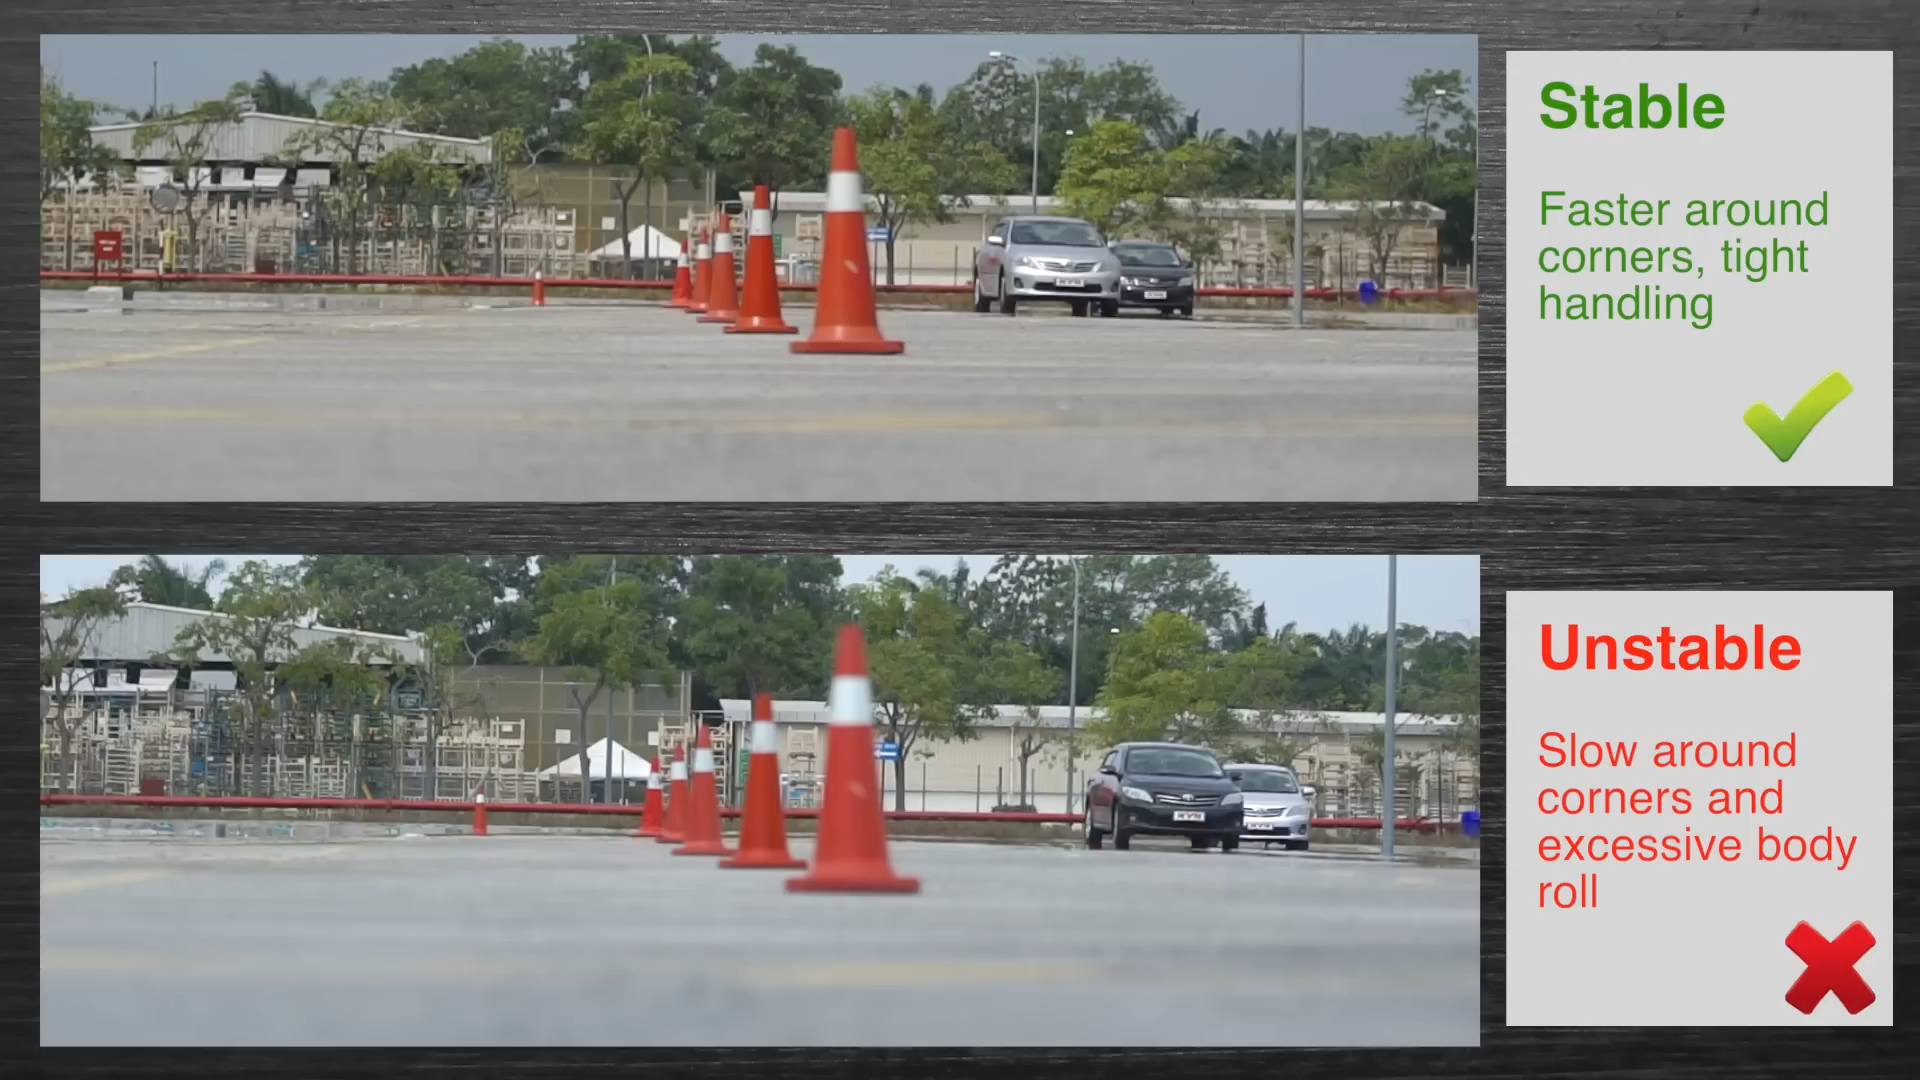 Stable
Faster around
corners, tight
handling
Unstable
Slow around
corners and
excessive body
roll